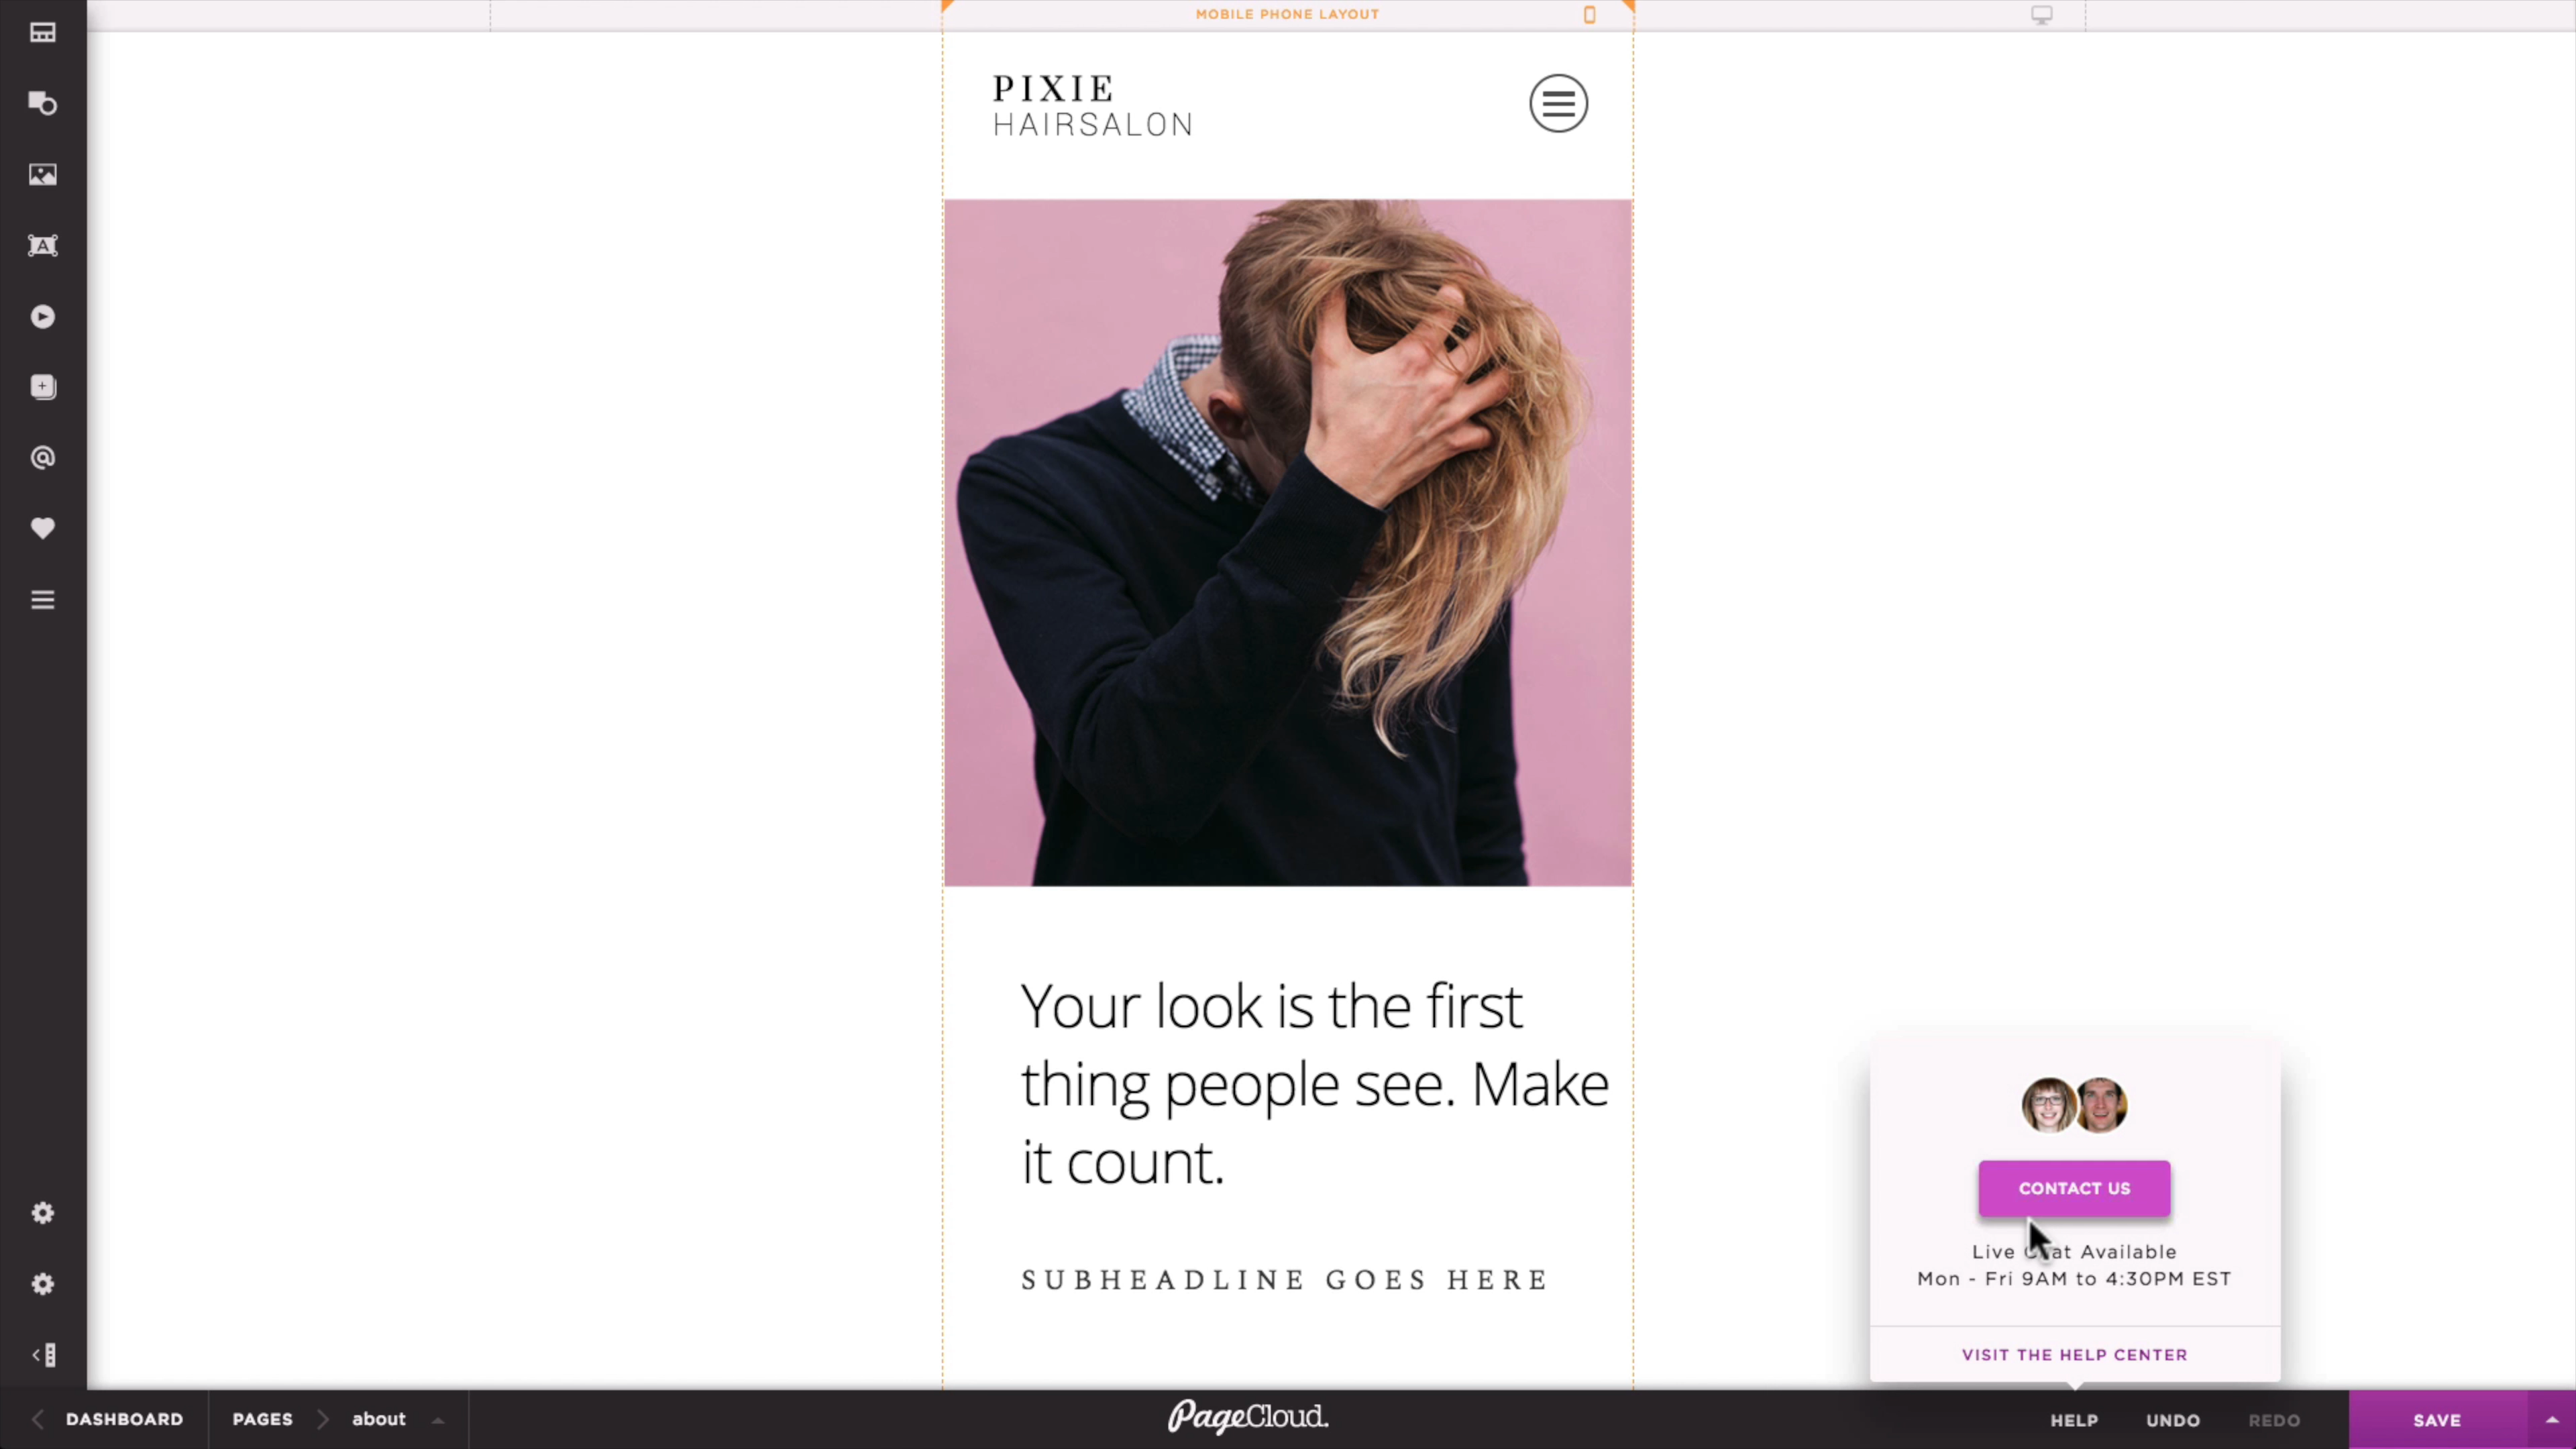 MOBILE PHONE LAYOUT
PIXIE
HAIRSALON
Your look is the first
thing people see. Make
it count.
SUBHEADLINE GOES HERE
CONTACT US
Live Chat Available
Mon - Fri 9AM to 4:30PM EST
VISIT THE HELP CENTER
DASHBOARD PAGES about PageCloud. HELP UNDO REDO SAVE